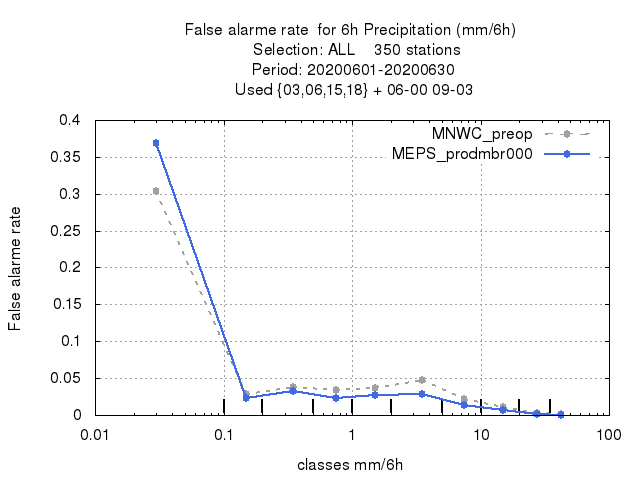 False alarme rate  for 6h Precipitation (mm/6h)
Selection: ALL    350 stations
Period: 20200601-20200630
Used {03,06,15,18} + 06-00 09-03
MNWC_preop
MEPS_prodmbr000
False alarme rate
0.4
0.35
0.3
0.25
0.2
0.15
0.1
0.05
0
0.01 0.1 1 10 100
classes mm/6h